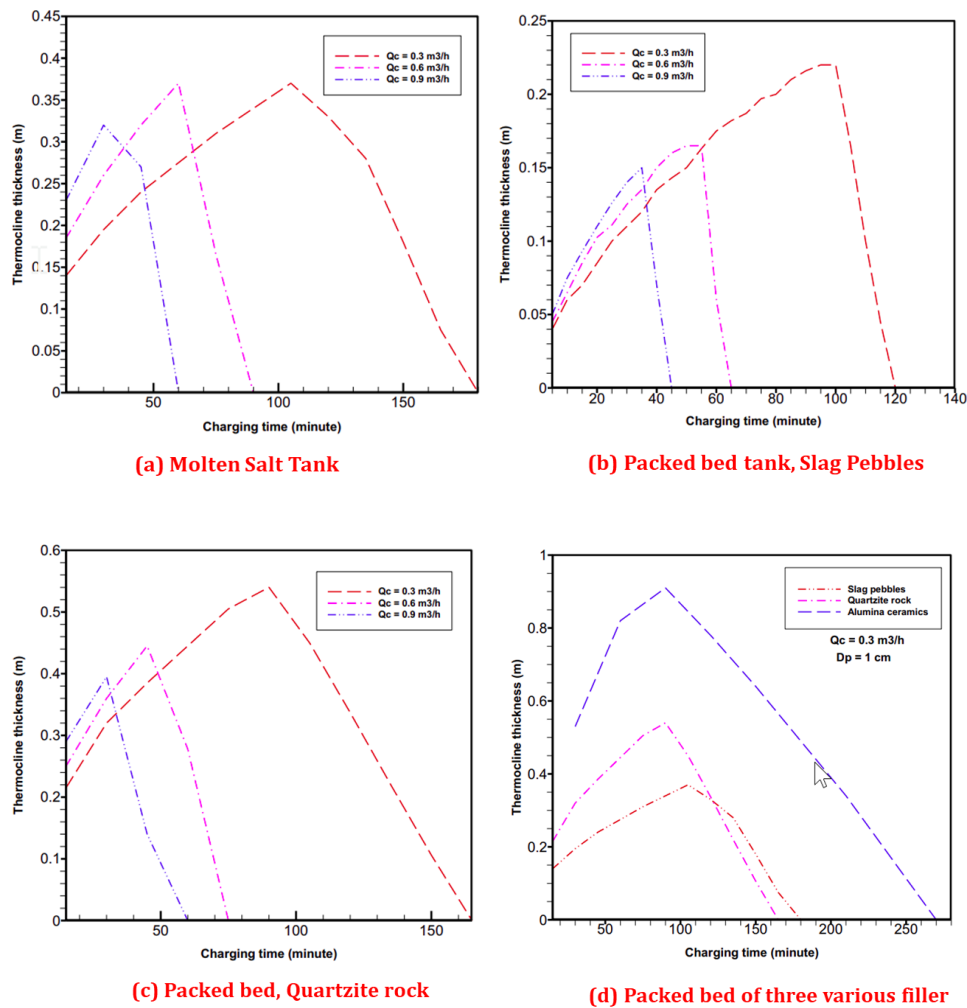 0.45
0.4
0.35
0.3
0.25
0.2
0.15
0.1
0.05
0
Thermocline thickness (m)
Qc = 0.3 m3/h
Qc = 0.6 m3/h
Qc = 0.9 m3/h
50 100 150
Charging time (minute)
(a) Molten Salt Tank
0.25
0.2
0.15
0.1
0.05
0
Thermocline thickness (m)
Qc = 0.3 m3/h
Qc = 0.6 m3/h
Qc = 0.9 m3/h
20 40 60 80 100 120 140
Charging time (minute)
(b) Packed bed tank, Slag Pebbles
0.6
0.5
0.4
0.3
0.2
0.1
0
Thermocline thickness (m)
Qc = 0.3 m3/h
Qc = 0.6 m3/h
Qc = 0.9 m3/h
50 100 150
Charging time (minute)
(c) Packed bed, Quartzite rock
1
0.8
0.6
0.4
0.2
0
Thermocline thickness (m)
Slag pebbles
Quartzite rock
Alumina ceramics
Qc = 0.3 m3/h
Dp = 1 cm
50 100 150 200 250
Charging time (minute)
(d) Packed bed of three various filler